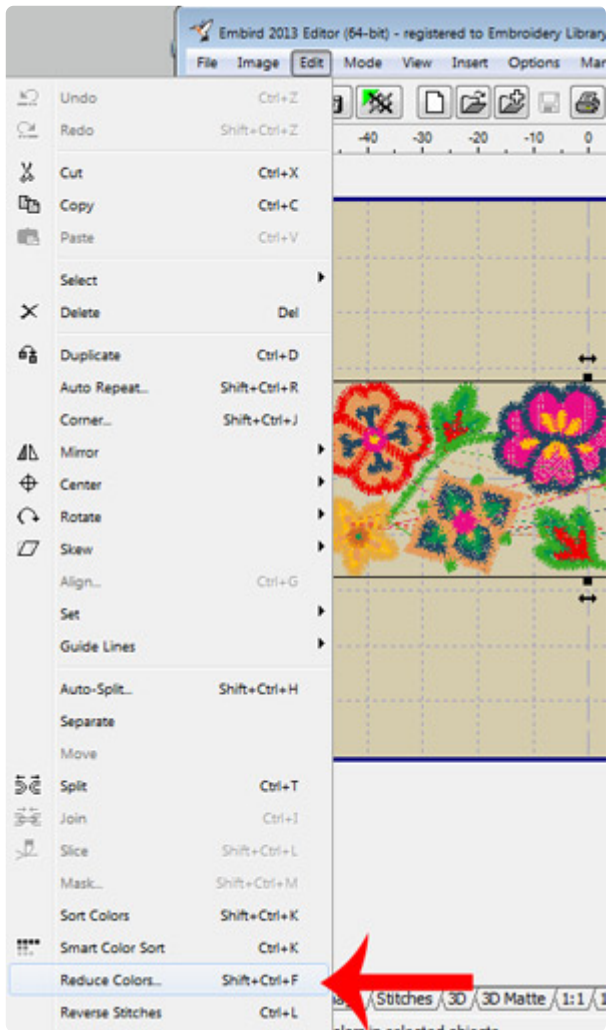 Embird 2013 Editor (64-bit) - registered to Embroidery Library
File Image Edit Mode View Insert Options Mar
-40 -30 -20 -10 0
Undo Ctrl+Z
Redo Shift+Ctrl+Z
Cut Ctrl+X
Copy Ctrl+C
Paste Ctrl+V
Select
Delete Del
Duplicate Ctrl+D
Auto Repeat... Shift+Ctrl+R
Corner... Shift+Ctrl+J
Mirror
Center
Rotate
Skew
Align... Ctrl+G
Set
Guide Lines
Auto-Split... Shift+Ctrl+H
Separate
Move
Split Ctrl+T
Join Ctrl+I
Slice Shift+Ctrl+L
Mask... Shift+Ctrl+M
Sort Colors Shift+Ctrl+K
Smart Color Sort Ctrl+K
Reduce Colors... Shift+Ctrl+F
Stitches 3D 3D Matte 1:1 1
Reverse Stitches Ctrl+L
selected objects